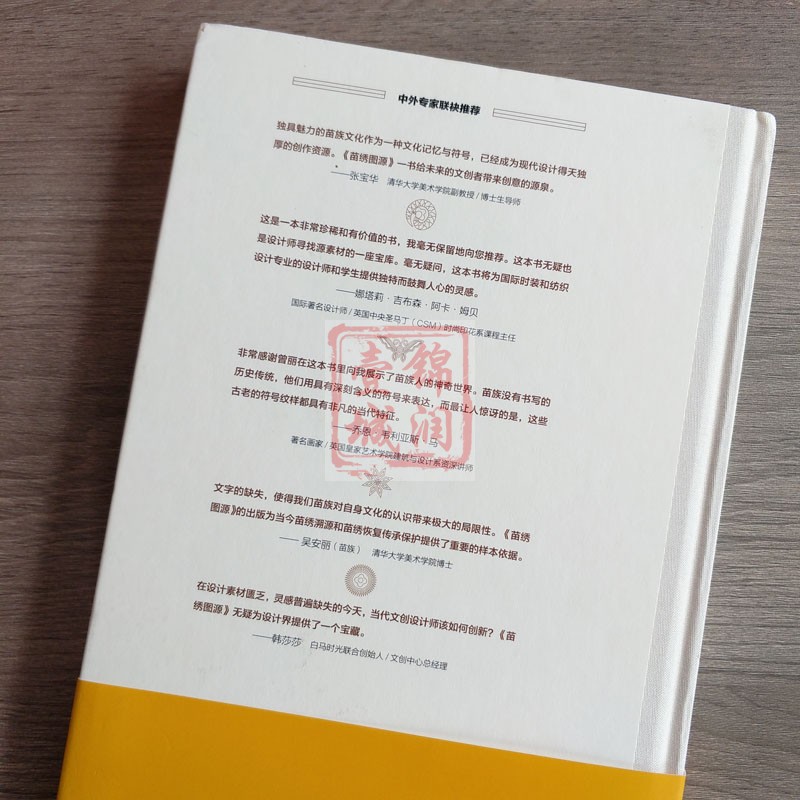 中外专家联袂推荐
独具魅力的苗族文化作为一种文化记忆与符号，已经成为现代设计得天独
厚的创作资源。《苗绣图源》一书给未来的文创者带来创意的源泉。
——张宝华 清华大学美术学院副教授/博士生导师
这是一本非常珍稀和有价值的书，我毫无保留地向您推荐。这本书无疑也
是设计师寻找源素材的一座宝库。毫无疑问，这本书将为国际时装和纺织
设计专业的设计师和学生提供独特而鼓舞人心的灵感。
——娜塔莉·吉布森·阿卡·姆贝
国际著名设计师/英国中央圣马丁（CSM）时尚印花系课程主任
非常感谢曾丽在这本书里向我展示了苗族人的神奇世界。苗族没有书写的
历史传统，他们用具有深刻含义的符号来表达，而最让人惊讶的是，这些
古老的符号纹样都具有非凡的当代特征。
——乔恩·韦利亚斯·马
著名画家/英国皇家艺术学院建筑与设计系资深讲师
文字的缺失，使得我们苗族对自身文化的认识带来极大的局限性。《苗绣
图源》的出版为当今苗绣溯源和苗绣恢复传承保护提供了重要的样本依据。
——吴安丽（苗族） 清华大学美术学院博士
在设计素材匮乏，灵感普遍缺失的今天，当代文创设计师该如何创新？《苗
绣图源》无疑为设计界提供了一个宝藏。
——韩莎莎 白马时光联合创始人/文创中心总经理
锦润
壹城